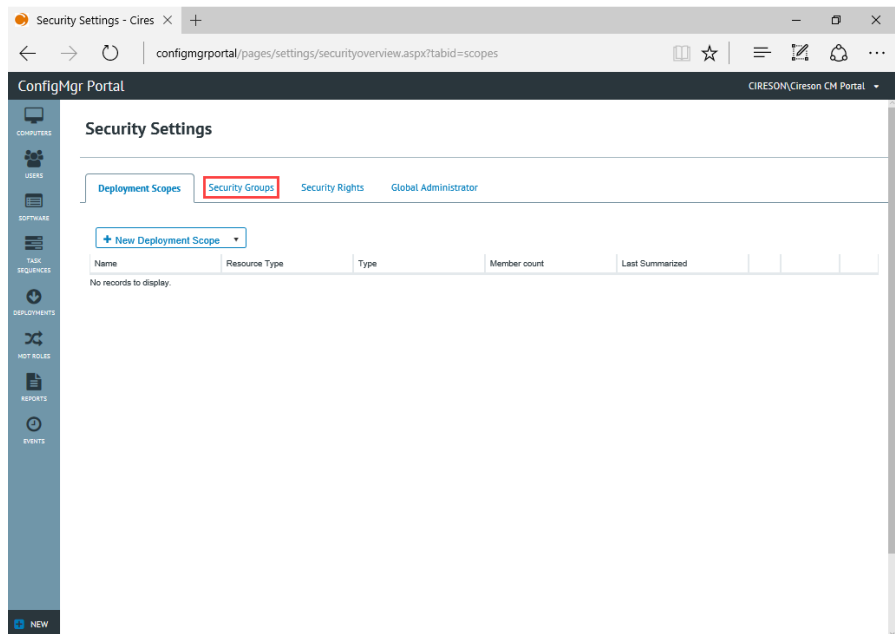 Security Settings - Cires
configmgrportal/pages/settings/securityoverview.aspx?tabid=scopes
ConfigMgr Portal
CIRESON\Cireson CM Portal
COMPUTERS
USERS
SOFTWARE
TASK
SEQUENCES
DEPLOYMENTS
MDT ROLES
REPORTS
EVENTS
NEW
Security Settings
Deployment Scopes
Security Groups
Security Rights
Global Administrator
+ New Deployment Scope
Name Resource Type Type Member count Last Summarized
No records to display.